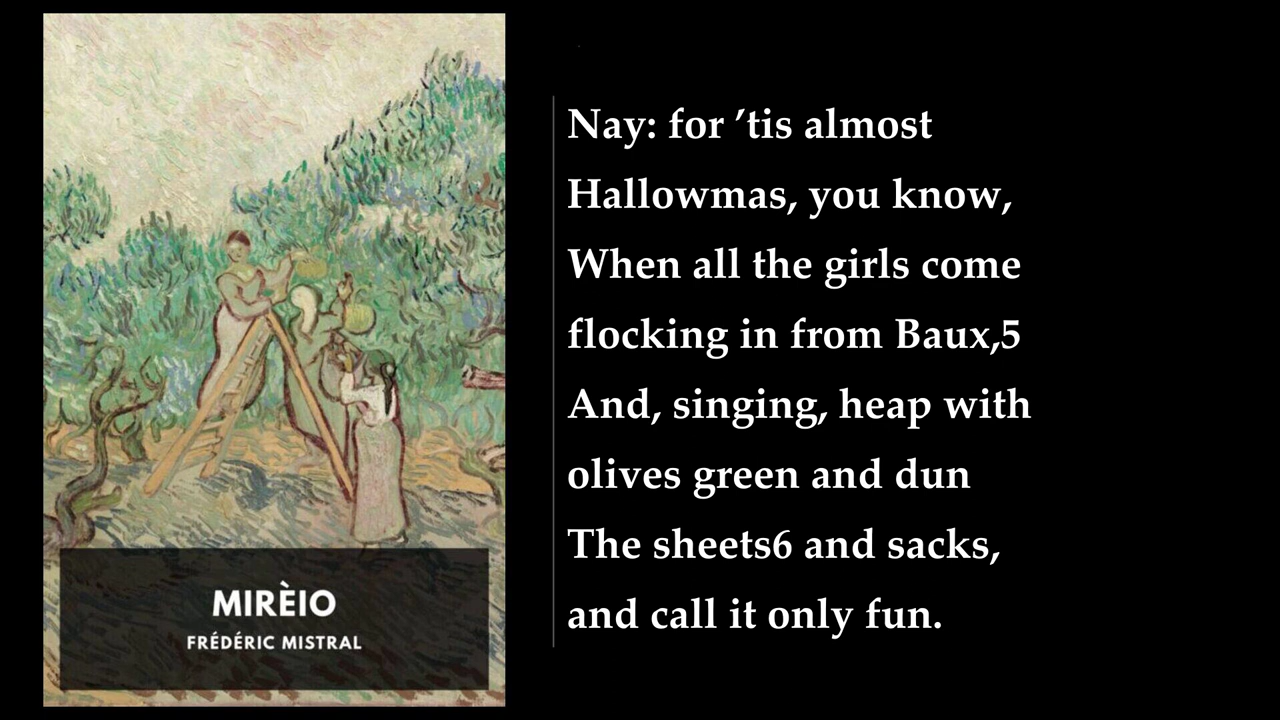 MIRÈIO
FRÉDÉRIC MISTRAL
Nay: for ’tis almost
Hallowmas, you know,
When all the girls come
flocking in from Baux,5
And, singing, heap with
olives green and dun
The sheets6 and sacks,
and call it only fun.